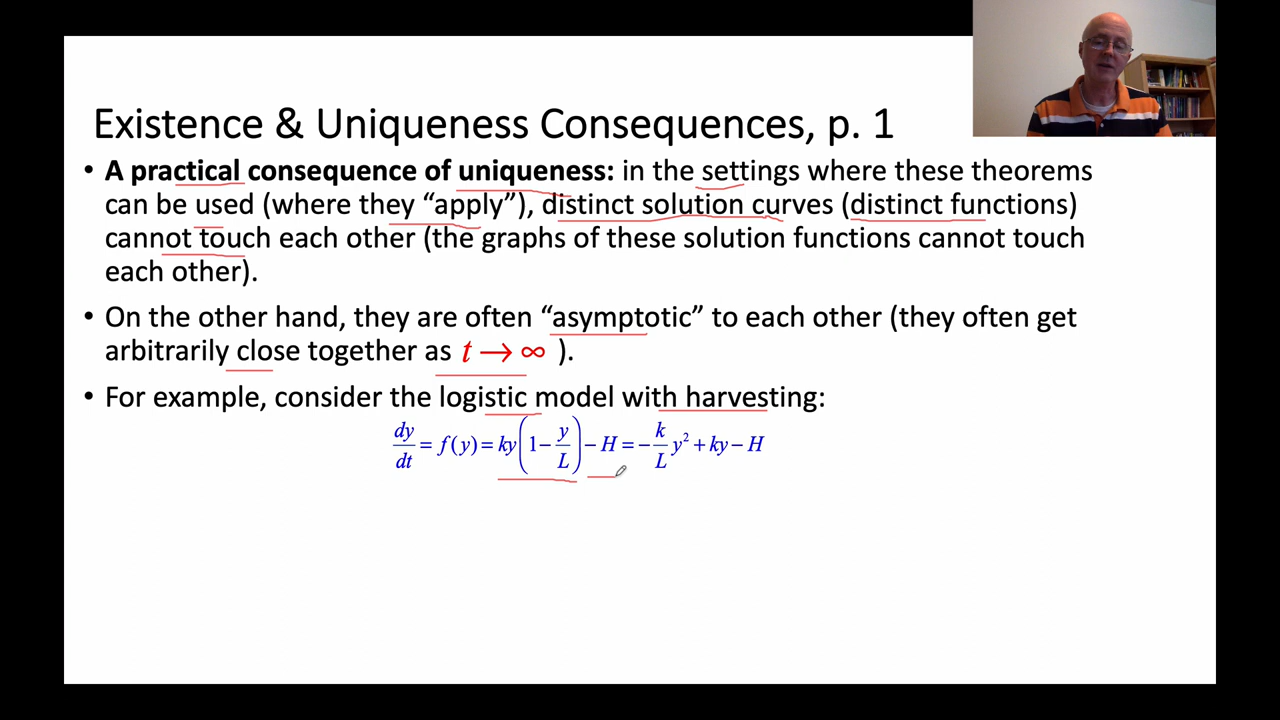 Existence & Uniqueness Consequences, p. 1
• A practical consequence of uniqueness: in the settings where these theorems
can be used (where they “apply”), distinct solution curves (distinct functions)
cannot touch each other (the graphs of these solution functions cannot touch
each other).
• On the other hand, they are often “asymptotic” to each other (they often get
arbitrarily close together as t → ∞ ).
• For example, consider the logistic model with harvesting:
dy/dt = f(y) = ky(1 − y/L) − H = −k/L y² + ky − H